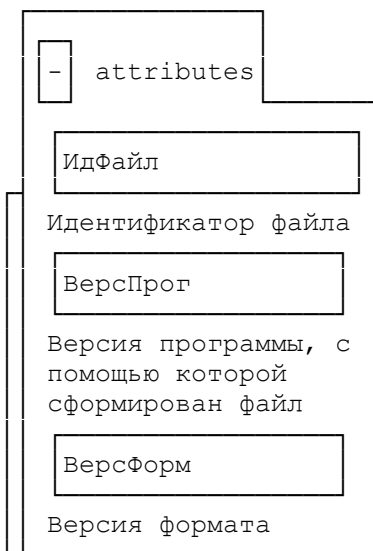 - attributes
ИдФайл
Идентификатор файла
ВерсПрог
Версия программы, с
помощью которой
сформирован файл
ВерсФорм
Версия формата